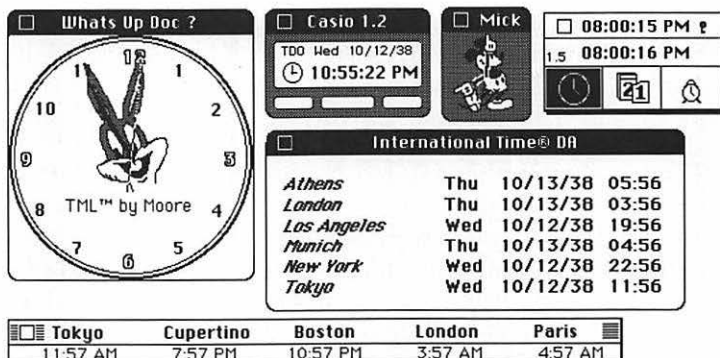 Whats Up Doc ?
11
12
1
10
2
9
3
8
TML™ by Moore
4
7
5
6
Casio 1.2
TDO Wed 10/12/38
10:55:22 PM
Mick
08:00:15 PM
1.5 08:00:16 PM
21
International Time® DA
Athens Thu 10/13/38 05:56
London Thu 10/13/38 03:56
Los Angeles Wed 10/12/38 19:56
Munich Thu 10/13/38 04:56
New York Wed 10/12/38 22:56
Tokyo Wed 10/12/38 11:56
Tokyo Cupertino Boston London Paris
11:57 AM 7:57 PM 10:57 PM 3:57 AM 4:57 AM